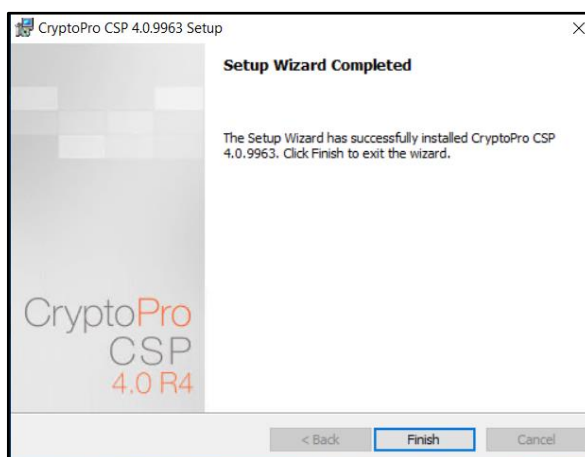 CryptoPro CSP 4.0.9963 Setup
Setup Wizard Completed
The Setup Wizard has successfully installed CryptoPro CSP
4.0.9963. Click Finish to exit the wizard.
CryptoPro
CSP
4.0 R4
< Back Finish Cancel